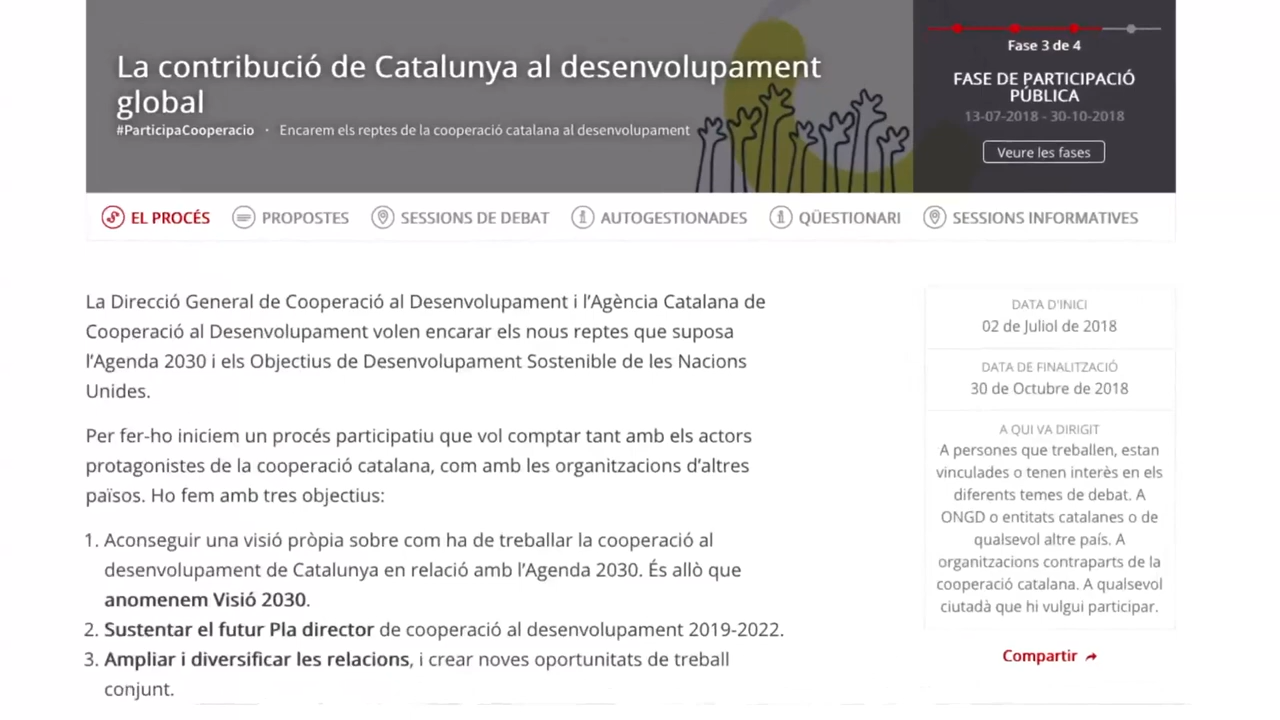 La contribució de Catalunya al desenvolupament
global
#ParticipaCooperacio · Encarem els reptes de la cooperació catalana al desenvolupament
Fase 3 de 4
FASE DE PARTICIPACIÓ
PÚBLICA
13-07-2018 - 30-10-2018
Veure les fases
EL PROCÉS
PROPOSTES
SESSIONS DE DEBAT
AUTOGESTIONADES
QÜESTIONARI
SESSIONS INFORMATIVES
La Direcció General de Cooperació al Desenvolupament i l'Agència Catalana de
Cooperació al Desenvolupament volen encarar els nous reptes que suposa
l'Agenda 2030 i els Objectius de Desenvolupament Sostenible de les Nacions
Unides.
Per fer-ho iniciem un procés participatiu que vol comptar tant amb els actors
protagonistes de la cooperació catalana, com amb les organitzacions d'altres
països. Ho fem amb tres objectius:
1. Aconseguir una visió pròpia sobre com ha de treballar la cooperació al
desenvolupament de Catalunya en relació amb l'Agenda 2030. És allò que
anomenem Visió 2030.
2. Sustentar el futur Pla director de cooperació al desenvolupament 2019-2022.
3. Ampliar i diversificar les relacions, i crear noves oportunitats de treball
conjunt.
DATA D'INICI
02 de Juliol de 2018
DATA DE FINALITZACIÓ
30 de Octubre de 2018
A QUI VA DIRIGIT
A persones que treballen, estan
vinculades o tenen interès en els
diferents temes de debat. A
ONGD o entitats catalanes o de
qualsevol altre país. A
organitzacions contraparts de la
cooperació catalana. A qualsevol
ciutadà que hi vulgui participar.
Compartir